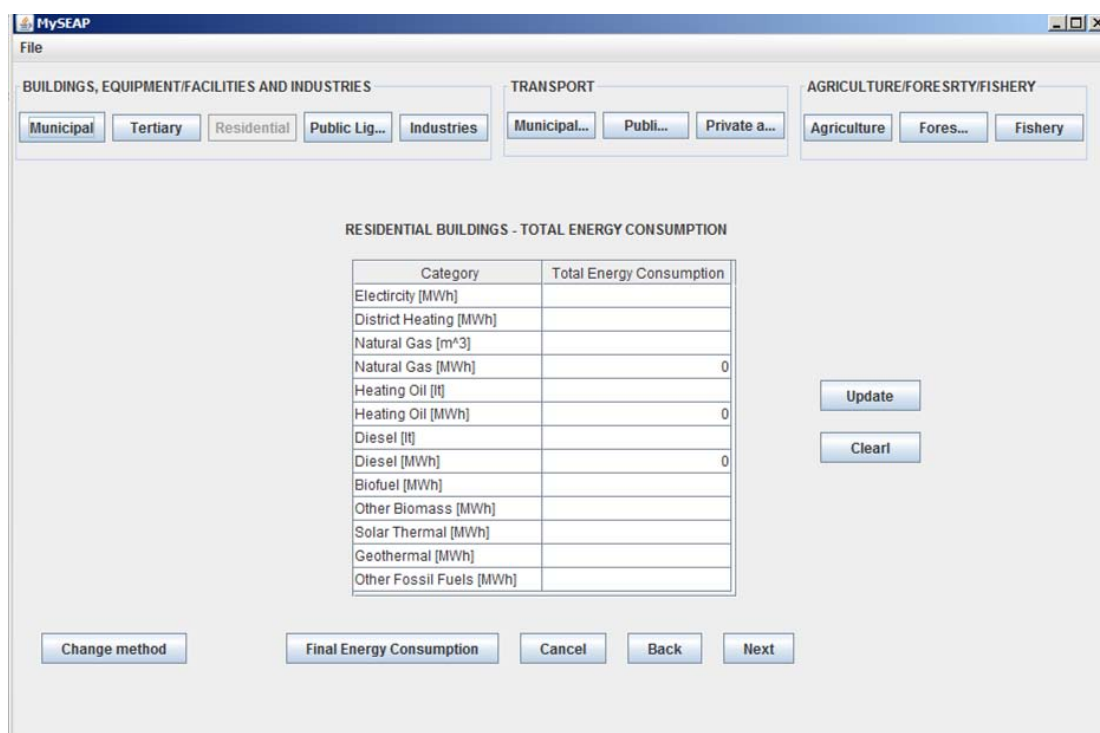 MySEAP
File
BUILDINGS, EQUIPMENT/FACILITIES AND INDUSTRIES TRANSPORT AGRICULTURE/FORESRTY/FISHERY
Municipal Tertiary Residential Public Lig... Industries Municipal... Publi... Private a... Agriculture Fores... Fishery
RESIDENTIAL BUILDINGS - TOTAL ENERGY CONSUMPTION
Category Total Energy Consumption
Electircity [MWh]
District Heating [MWh]
Natural Gas [m^3]
Natural Gas [MWh] 0
Heating Oil [lt]
Heating Oil [MWh] 0
Update
Diesel [lt]
Diesel [MWh] 0
Clearl
Biofuel [MWh]
Other Biomass [MWh]
Solar Thermal [MWh]
Geothermal [MWh]
Other Fossil Fuels [MWh]
Change method Final Energy Consumption Cancel Back Next